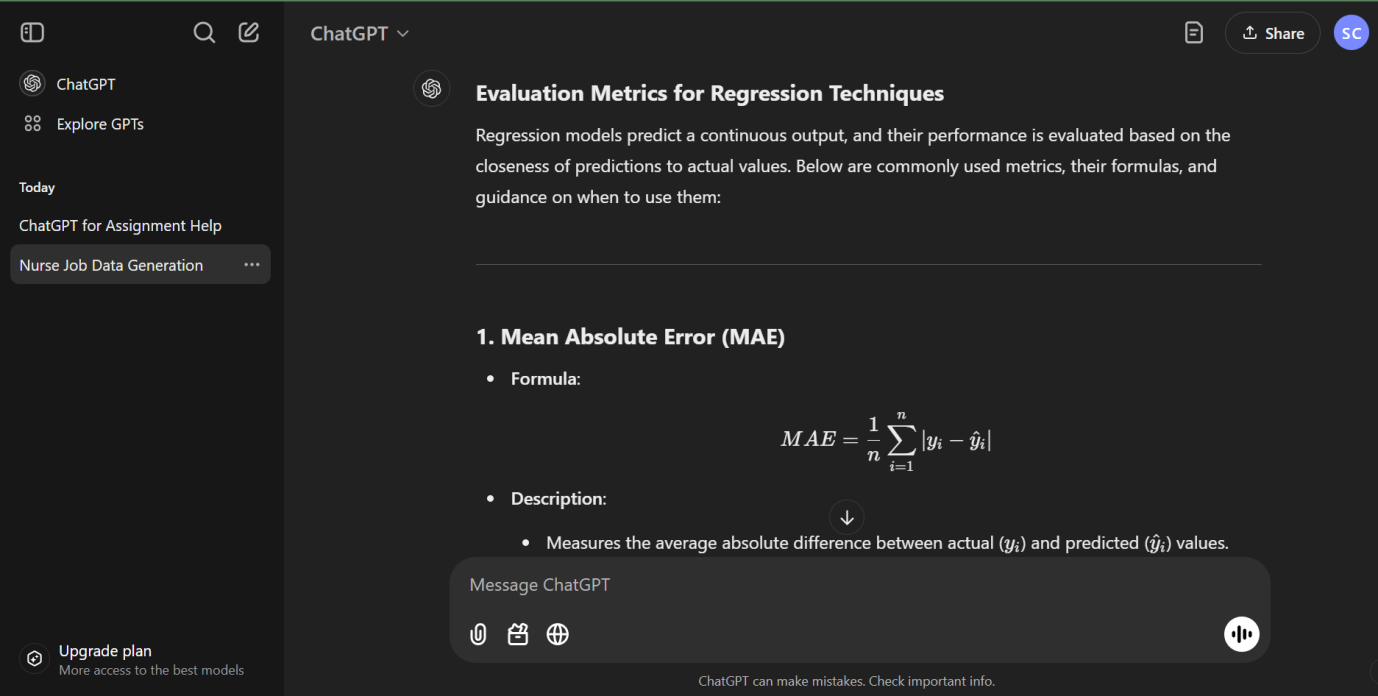 ChatGPT
Share
SC
ChatGPT
Explore GPTs
Today
ChatGPT for Assignment Help
Nurse Job Data Generation
Upgrade plan
More access to the best models
Evaluation Metrics for Regression Techniques
Regression models predict a continuous output, and their performance is evaluated based on the
closeness of predictions to actual values. Below are commonly used metrics, their formulas, and
guidance on when to use them:
1. Mean Absolute Error (MAE)
• Formula:
MAE = \frac{1}{n} \sum_{i=1}^{n} |y_i - \hat{y}_i|
• Description:
• Measures the average absolute difference between actual (y_i) and predicted (ŷ_i) values.
Message ChatGPT
ChatGPT can make mistakes. Check important info.